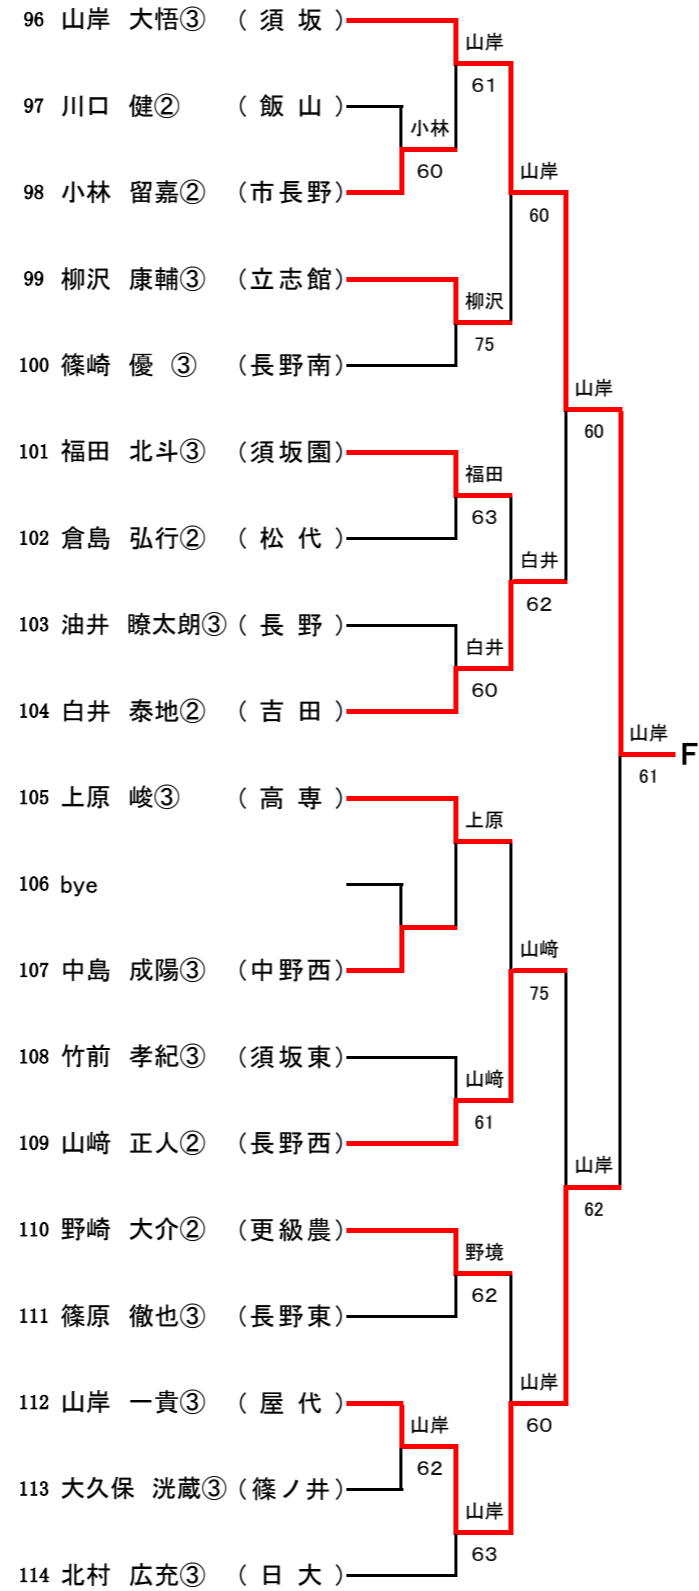 96 山岸 大悟③ ( 須 坂 )
山岸
61
97 川口 健② ( 飯 山 )
小林
60
98 小林 留嘉② (市長野)
山岸
60
99 柳沢 康輔③ (立志館)
柳沢
75
100 篠崎 優 ③ (長野南)
山岸
60
101 福田 北斗③ (須坂園)
福田
63
102 倉島 弘行② ( 松 代 )
白井
62
103 油井 瞭太朗③ ( 長 野 )
白井
60
104 白井 泰地② ( 吉 田 )
山岸
61
F
105 上原 峻③ ( 高 専 )
上原
106 bye
107 中島 成陽③ (中野西)
山﨑
75
108 竹前 孝紀③ (須坂東)
山﨑
61
109 山﨑 正人② (長野西)
山岸
62
110 野崎 大介② (更級農)
野境
62
111 篠原 徹也③ (長野東)
山岸
60
112 山岸 一貴③ ( 屋 代 )
山岸
62
113 大久保 洸蔵③ (篠ノ井)
山岸
63
114 北村 広充③ ( 日 大 )